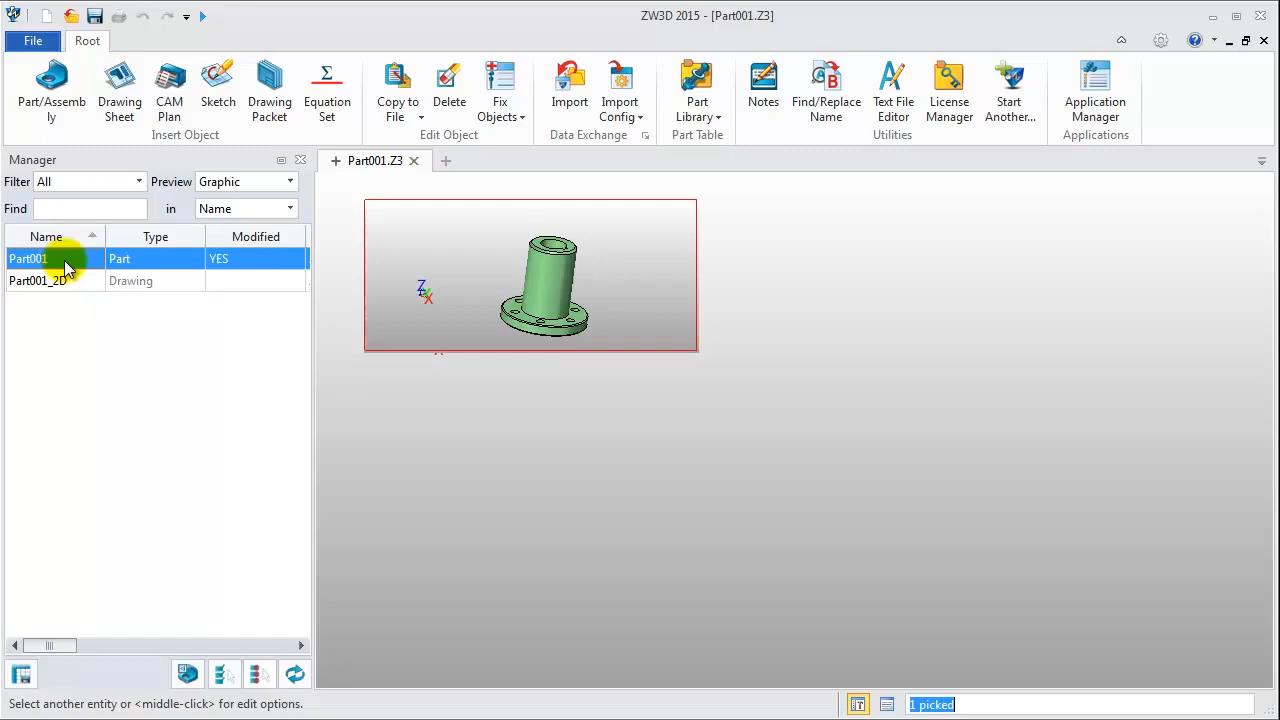 ZW3D 2015 - [Part001.Z3]
File Root
Part/Assembly Drawing Sheet CAM Plan Sketch Drawing Packet Equation Set Copy to File Delete Fix Objects Import Import Config Part Library Notes Find/Replace Name Text File Editor License Manager Start Another... Application Manager
Insert Object Edit Object Data Exchange Part Table Utilities Applications
Manager Part001.Z3
Filter All Preview Graphic
Find in Name
Name Type Modified
Part001 Part YES
Part001_2D Drawing
Z
X
Select another entity or <middle-click> for edit options. 1 picked